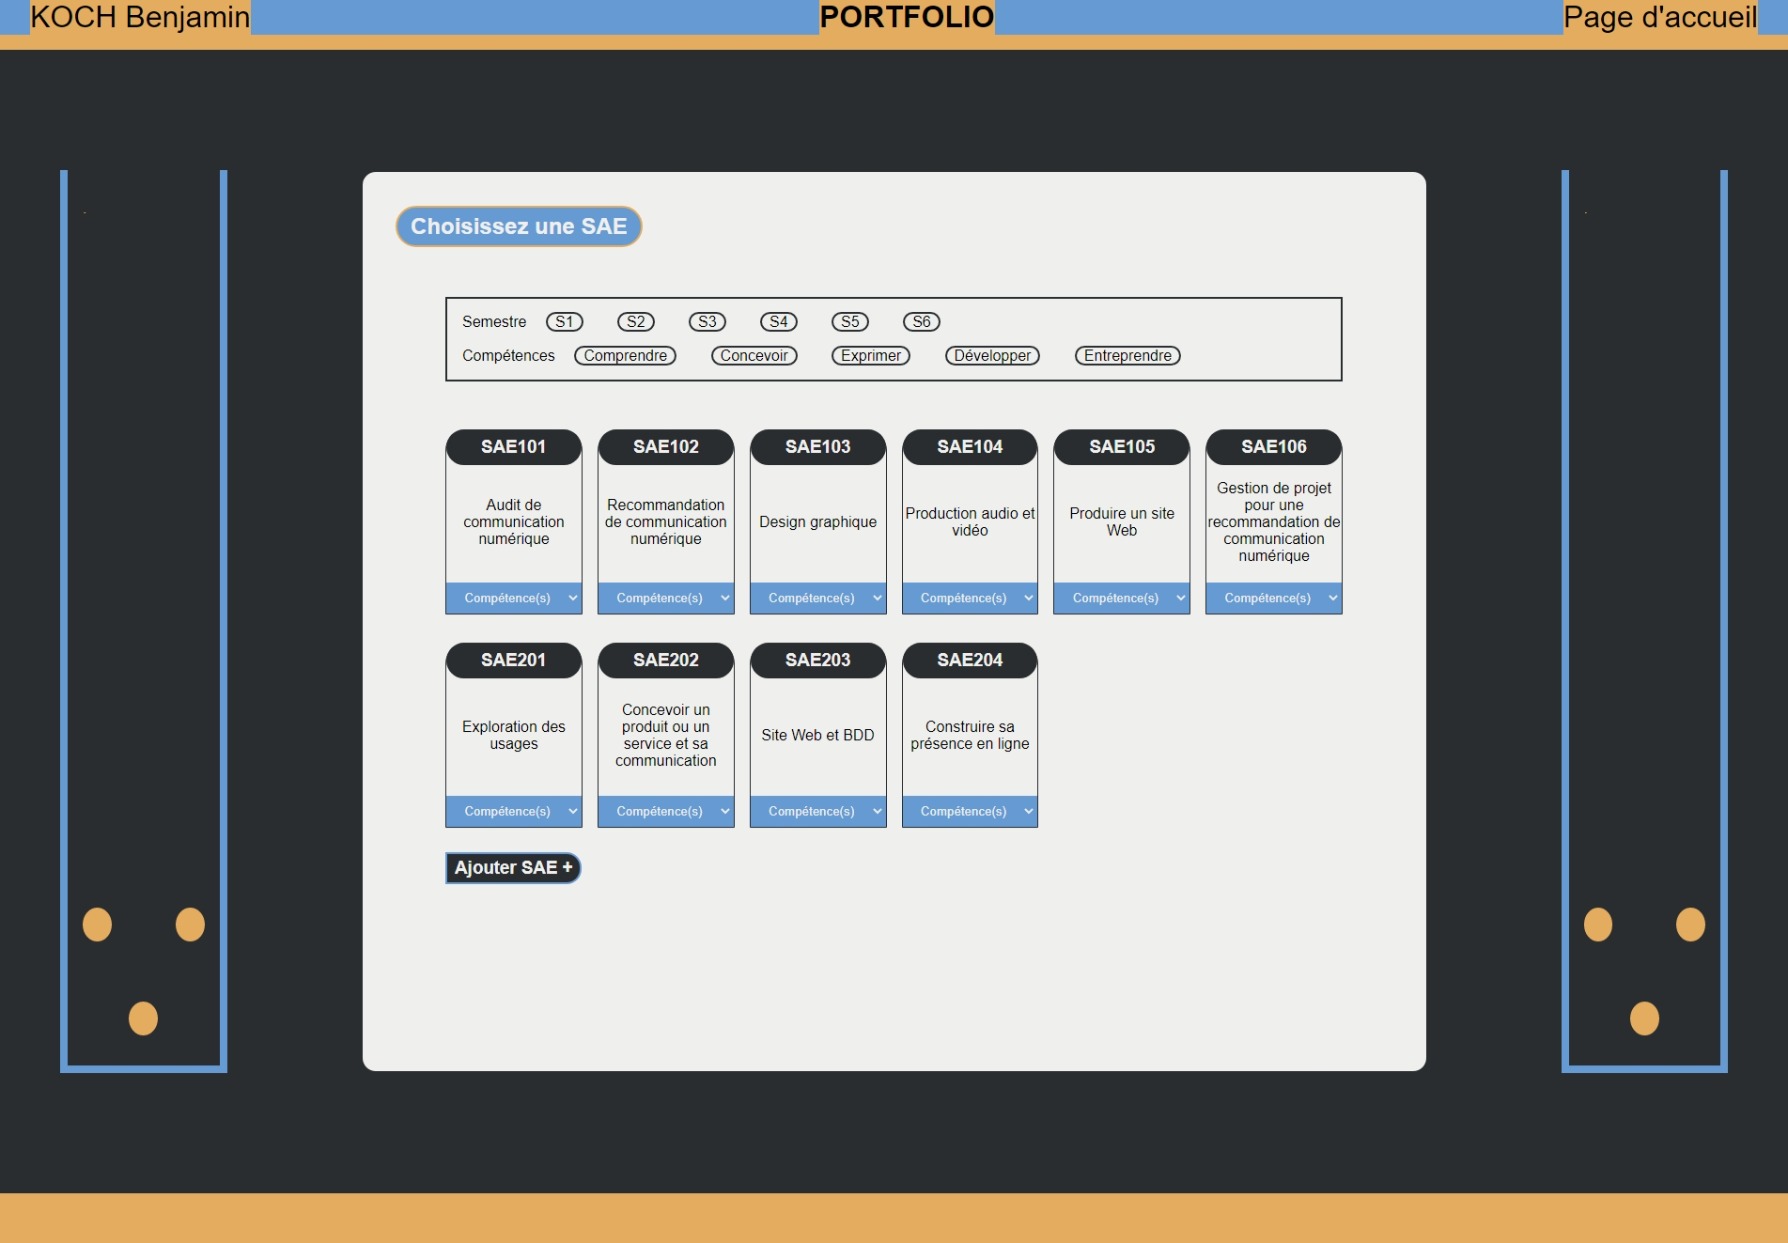 KOCH Benjamin PORTFOLIO Page d'accueil
Choisissez une SAE
Semestre S1 S2 S3 S4 S5 S6
Compétences Comprendre Concevoir Exprimer Développer Entreprendre
SAE101
Audit de
communication
numérique
Compétence(s)
SAE102
Recommandation
de communication
numérique
Compétence(s)
SAE103
Design graphique
Compétence(s)
SAE104
Production audio et
vidéo
Compétence(s)
SAE105
Produire un site
Web
Compétence(s)
SAE106
Gestion de projet
pour une
recommandation de
communication
numérique
Compétence(s)
SAE201
Exploration des
usages
Compétence(s)
SAE202
Concevoir un
produit ou un
service et sa
communication
Compétence(s)
SAE203
Site Web et BDD
Compétence(s)
SAE204
Construire sa
présence en ligne
Compétence(s)
Ajouter SAE +